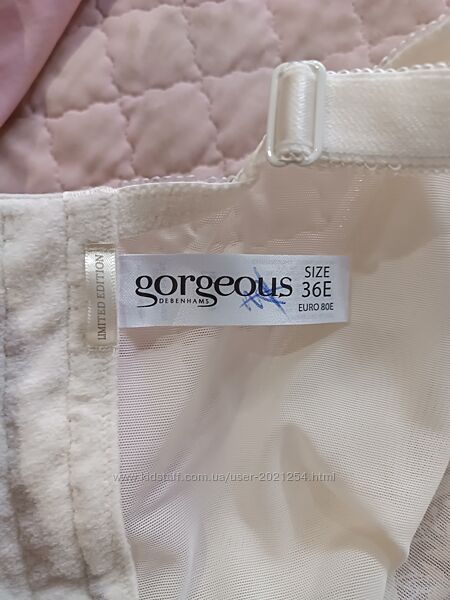 LIMITED EDITION
gorgeous
DEBENHAMS
SIZE
36E
EURO 80E
www.kidstaff.com.ua/user-2021254.html